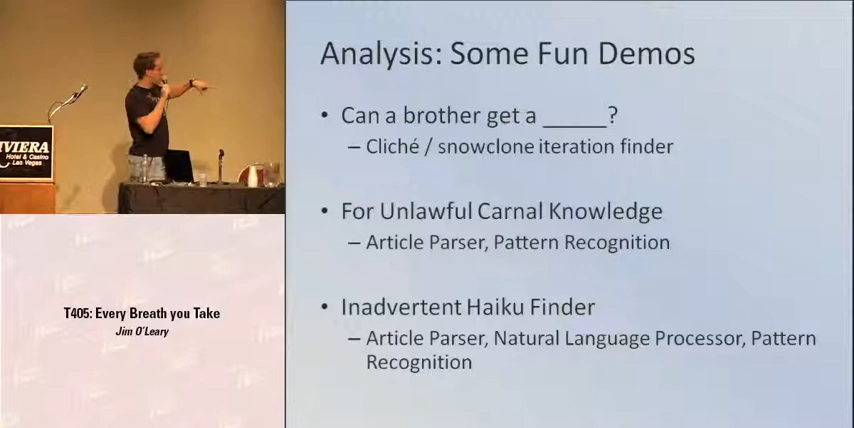 Analysis: Some Fun Demos
• Can a brother get a _____?
– Cliché / snowclone iteration finder
• For Unlawful Carnal Knowledge
– Article Parser, Pattern Recognition
• Inadvertent Haiku Finder
– Article Parser, Natural Language Processor, Pattern
Recognition
IVIERA
Hotel & Casino
Las Vegas
T405: Every Breath you Take
Jim O'Leary